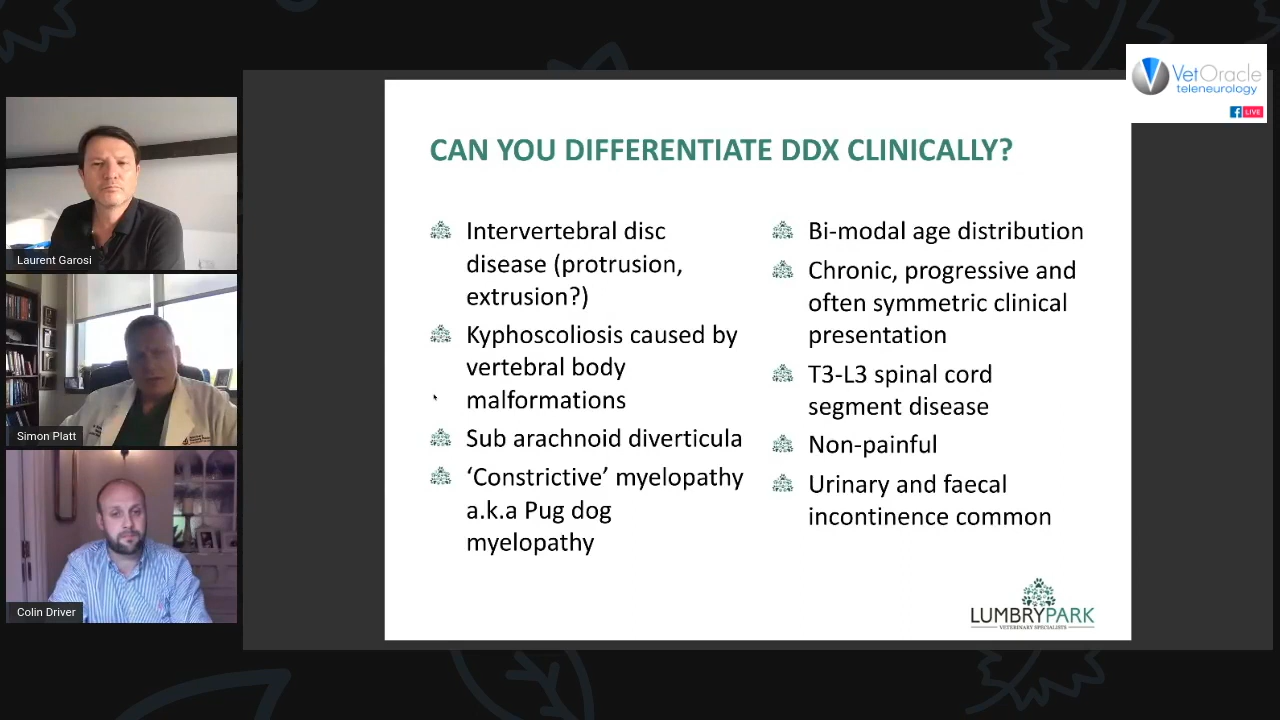 VetOracle
teleneurology
LIVE
Laurent Garosi
Simon Platt
Colin Driver
CAN YOU DIFFERENTIATE DDX CLINICALLY?
Intervertebral disc
disease (protrusion,
extrusion?)
Kyphoscoliosis caused by
vertebral body
malformations
Sub arachnoid diverticula
‘Constrictive’ myelopathy
a.k.a Pug dog
myelopathy
Bi-modal age distribution
Chronic, progressive and
often symmetric clinical
presentation
T3-L3 spinal cord
segment disease
Non-painful
Urinary and faecal
incontinence common
LUMBRYPARK
VETERINARY SPECIALISTS